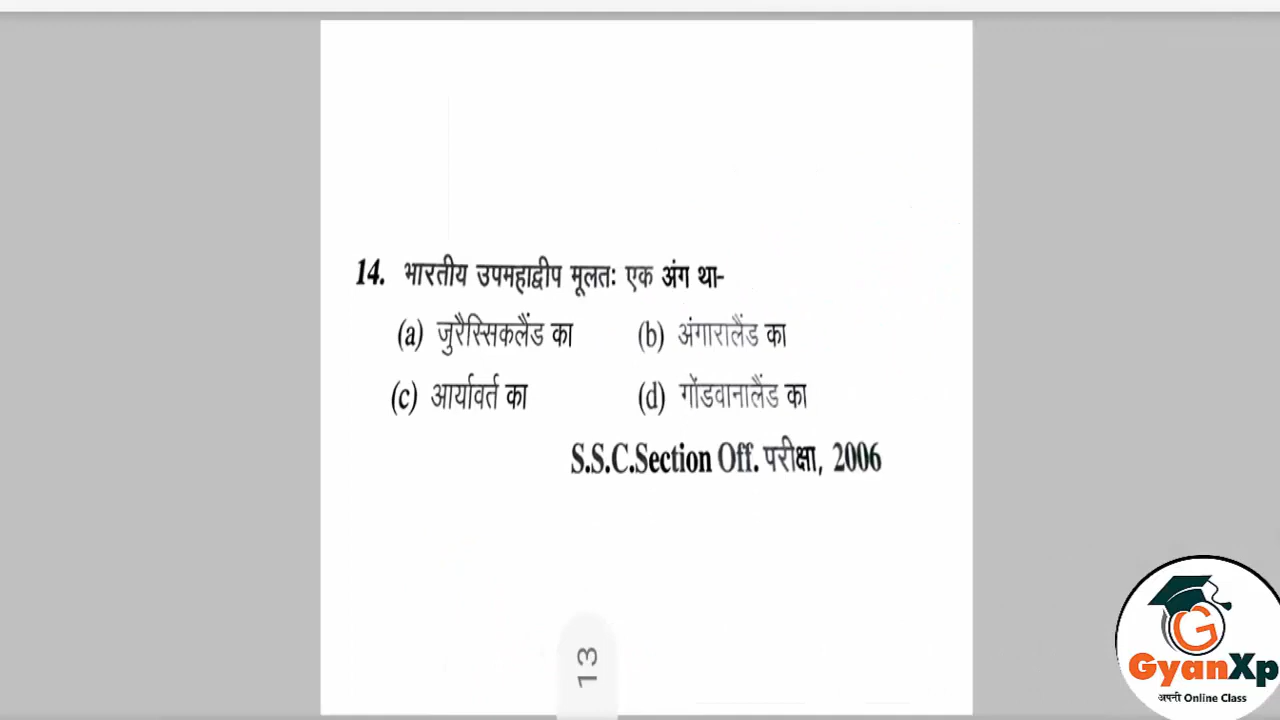 14. भारतीय उपमहाद्वीप मूलतः एक अंग था-
(a) जुरैस्सिकलैंड का (b) अंगारालैंड का
(c) आर्यावर्त का (d) गोंडवानालैंड का
S.S.C.Section Off. परीक्षा, 2006
13
G
GyanXp
अपनी Online Class